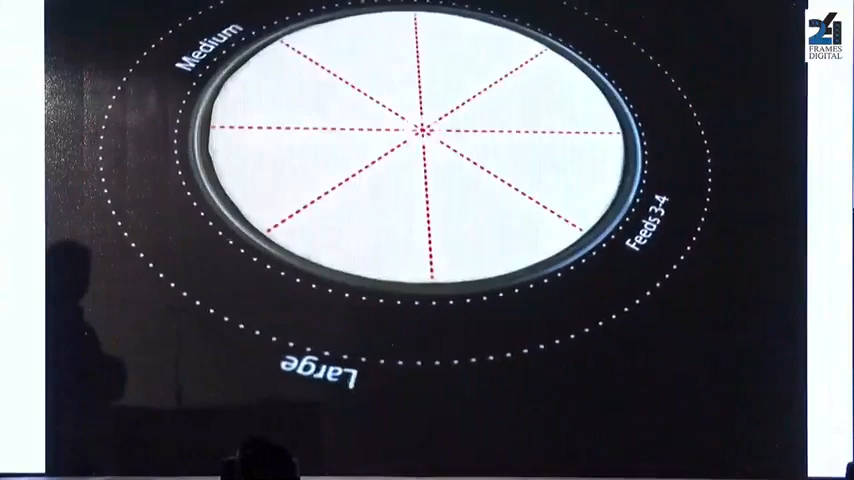 Medium
Feeds 3-4
Large
24
FRAMES
DIGITAL